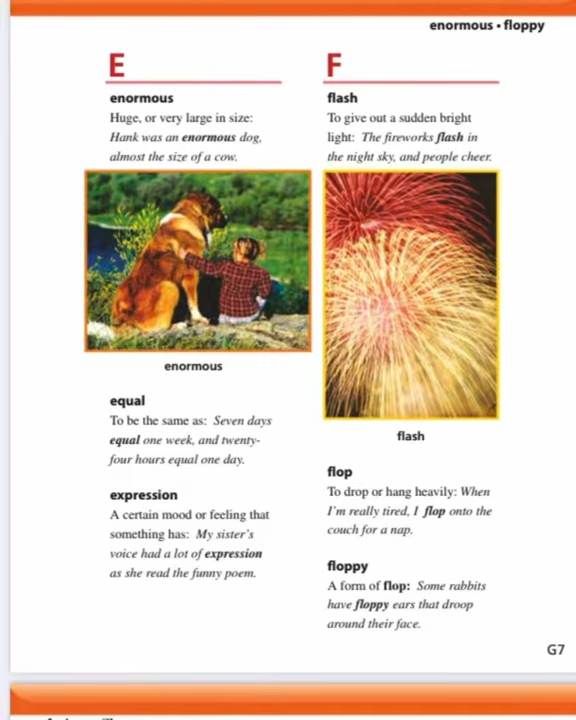 enormous • floppy
E
enormous
Huge, or very large in size:
Hank was an enormous dog,
almost the size of a cow.
enormous
equal
To be the same as: Seven days
equal one week, and twenty-
four hours equal one day.
expression
A certain mood or feeling that
something has: My sister's
voice had a lot of expression
as she read the funny poem.
F
flash
To give out a sudden bright
light: The fireworks flash in
the night sky, and people cheer.
flash
flop
To drop or hang heavily: When
I'm really tired, I flop onto the
couch for a nap.
floppy
A form of flop: Some rabbits
have floppy ears that droop
around their face.
G7